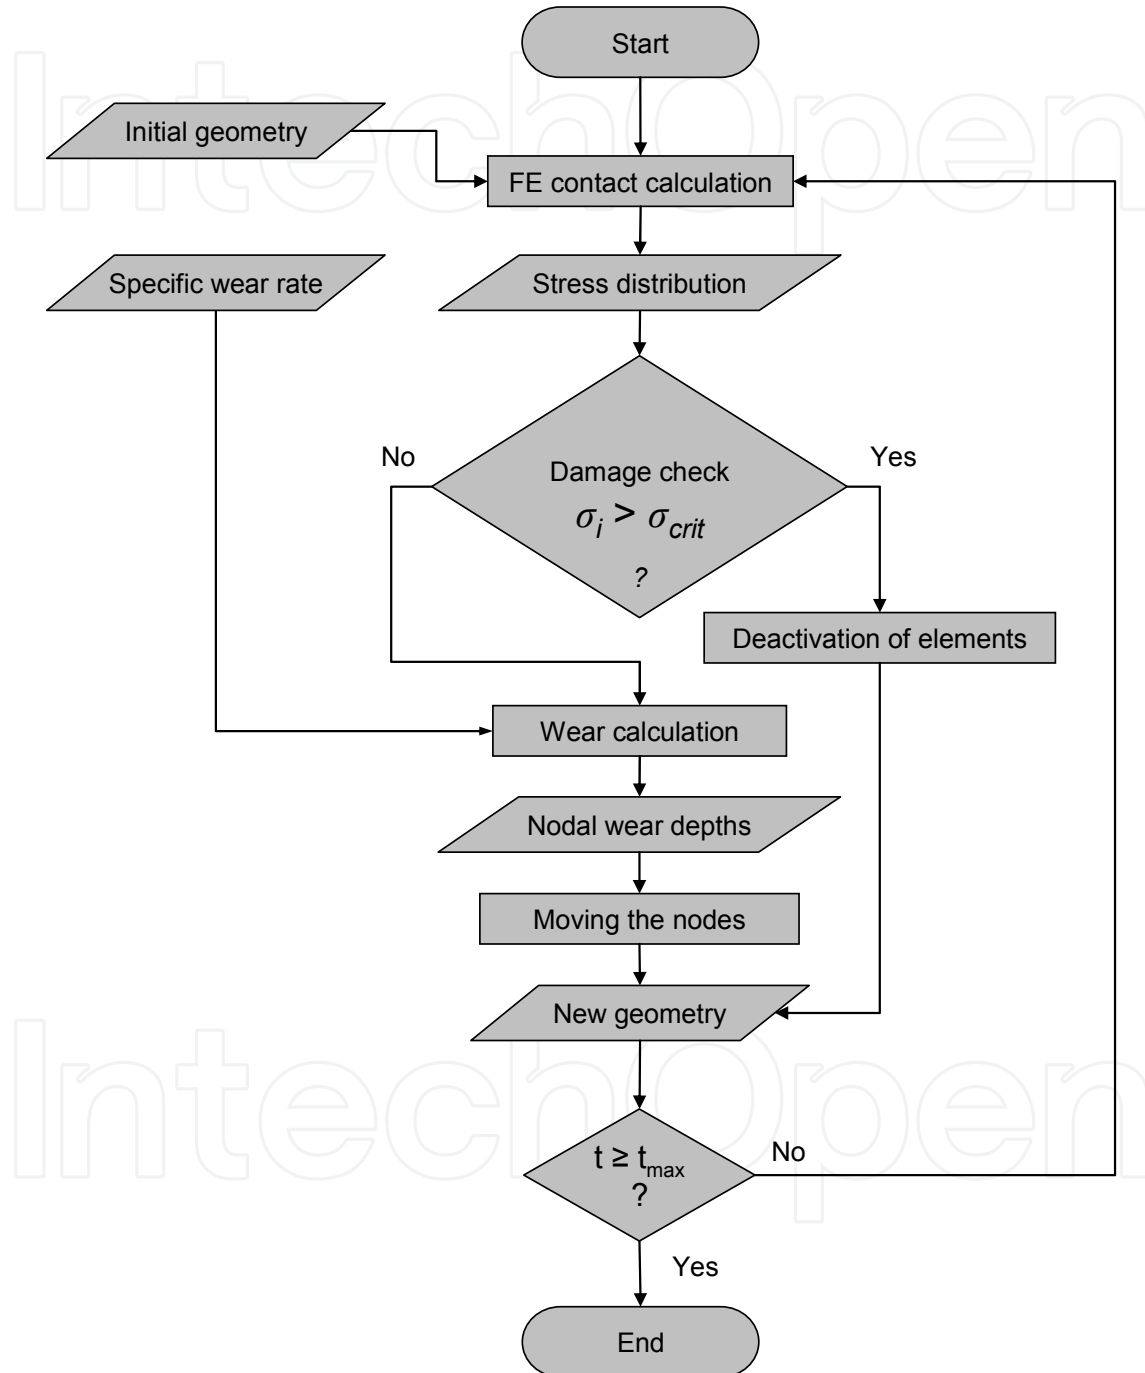 Start
Initial geometry
FE contact calculation
Specific wear rate
Stress distribution
No
Yes
Damage check
σi > σcrit
?
Deactivation of elements
Wear calculation
Nodal wear depths
Moving the nodes
New geometry
t ≥ tmax
?
No
Yes
End
IntechOpen
IntechOpen